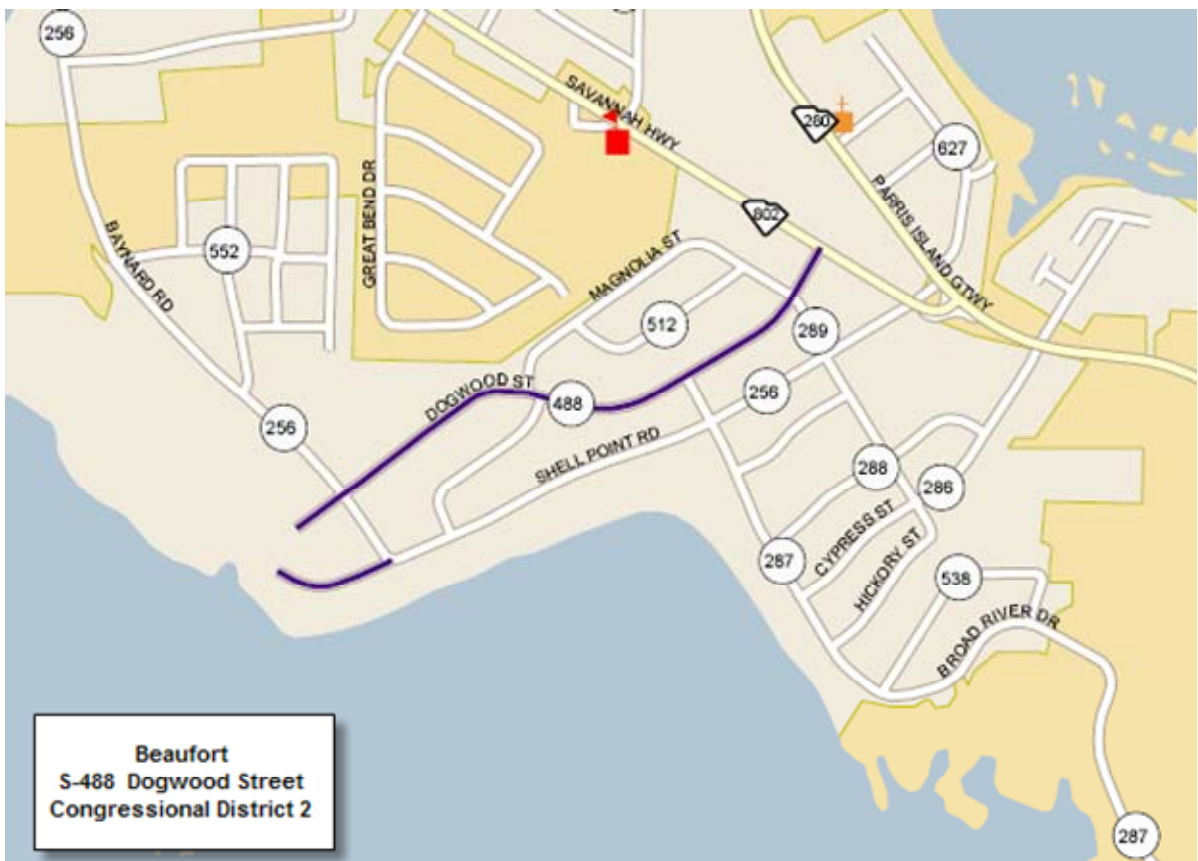 256
SAVANNAH HWY
280
627
GREAT BEND DR
PARRIS ISLAND GTWY
802
552
BAYNARD RD
MAGNOLIA ST
512
289
DOGWOOD ST
488
256
256
SHELL POINT RD
288
286
CYPRESS ST
HICKORY ST
287
538
BROAD RIVER DR
287
Beaufort
S-488 Dogwood Street
Congressional District 2